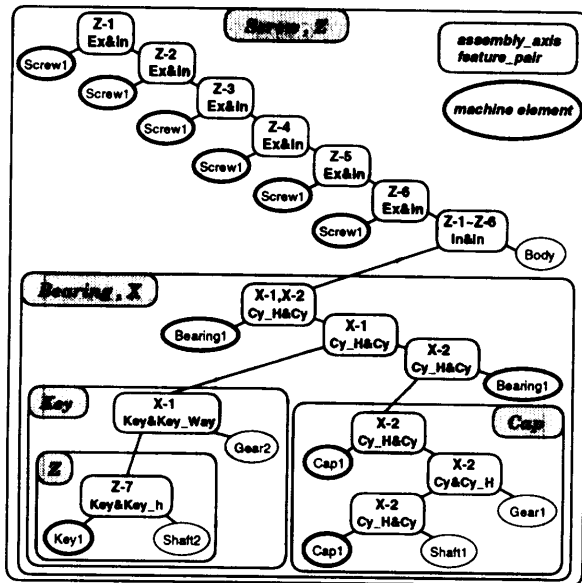 Screw, Z
Z-1
Ex&In
assembly_axis
feature_pair
Screw1
Z-2
Ex&In
Screw1
Z-3
Ex&In
machine element
Screw1
Z-4
Ex&In
Screw1
Z-5
Ex&In
Screw1
Z-6
Ex&In
Screw1
Z-1~Z-6
In&In
Body
Bearing, X
X-1,X-2
Cy_H&Cy
Bearing1
X-1
Cy_H&Cy
X-2
Cy_H&Cy
Bearing1
Key
X-1
Key&Key_Way
Gear2
Cap
X-2
Cy_H&Cy
Cap1
X-2
Cy&Cy_H
Gear1
Z
Z-7
Key&Key_h
Key1
Shaft2
X-2
Cy_H&Cy
Cap1
Shaft1